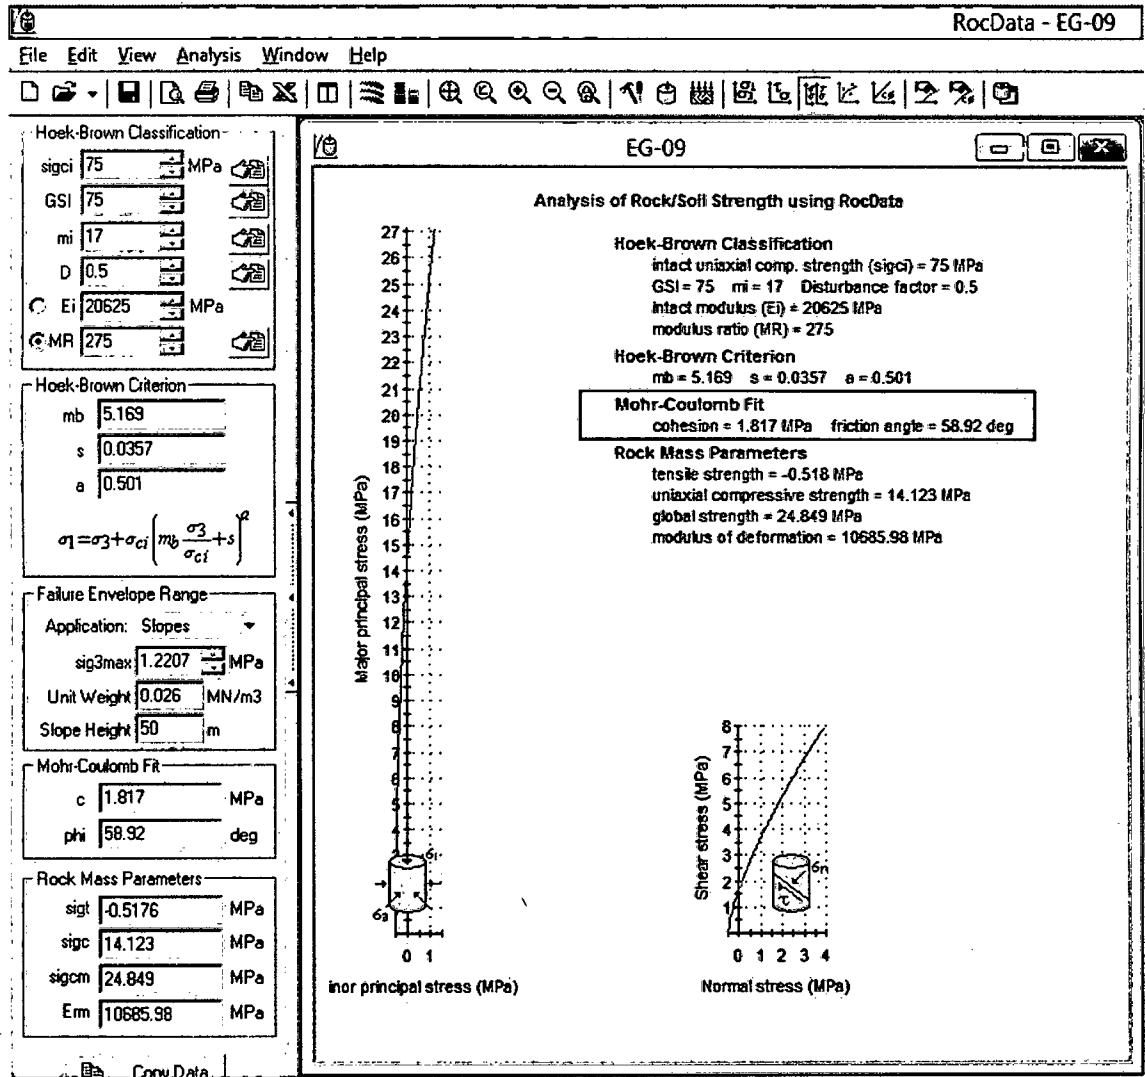 RocData - EG-09
File Edit View Analysis Window Help
Hoek-Brown Classification
sigci 75 MPa
GSI 75
mi 17
D 0.5
Ei 20625 MPa
MR 275
Hoek-Brown Criterion
mb 5.169
s 0.0357
a 0.501
σ1=σ3+σci(mb σ3/σci+s)^a
Failure Envelope Range
Application: Slopes
sig3max 1.2207 MPa
Unit Weight 0.026 MN/m3
Slope Height 50 m
Mohr-Coulomb Fit
c 1.817 MPa
phi 58.92 deg
Rock Mass Parameters
sigt -0.5176 MPa
sigc 14.123 MPa
sigcm 24.849 MPa
Erm 10685.98 MPa
Copy Data
EG-09
Analysis of Rock/Soil Strength using RocData
Hoek-Brown Classification
intact uniaxial comp. strength (sigci) = 75 MPa
GSI = 75 mi = 17 Disturbance factor = 0.5
intact modulus (Ei) = 20625 MPa
modulus ratio (MR) = 275
Hoek-Brown Criterion
mb = 5.169 s = 0.0357 a = 0.501
Mohr-Coulomb Fit
cohesion = 1.817 MPa friction angle = 58.92 deg
Rock Mass Parameters
tensile strength = -0.518 MPa
uniaxial compressive strength = 14.123 MPa
global strength = 24.849 MPa
modulus of deformation = 10685.98 MPa
Major principal stress (MPa)
27
26
25
24
23
22
21
20
19
18
17
16
15
14
13
12
11
10
9
8
7
6
5
4
σ1
σ3
0 1
inor principal stress (MPa)
Shear stress (MPa)
8
7
6
5
4
3
2
1
σn
τ
0 1 2 3 4
Normal stress (MPa)